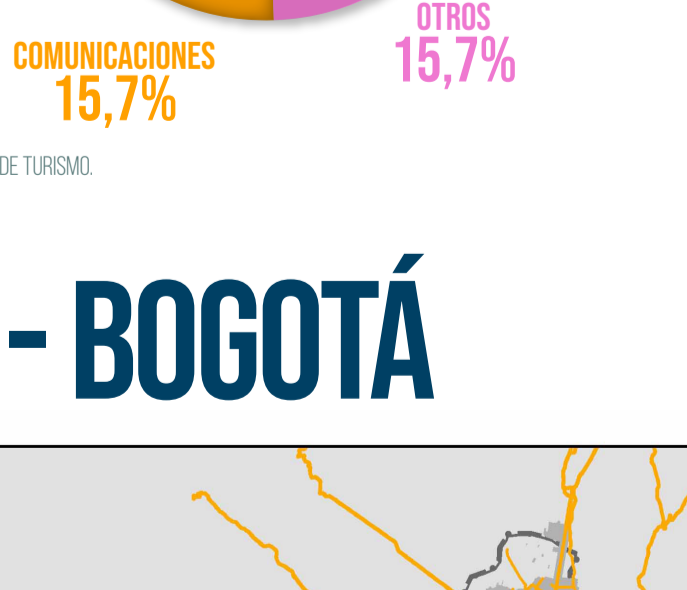 OTROS
15,7%
COMUNICACIONES
15,7%
DE TURISMO.
- BOGOTÁ